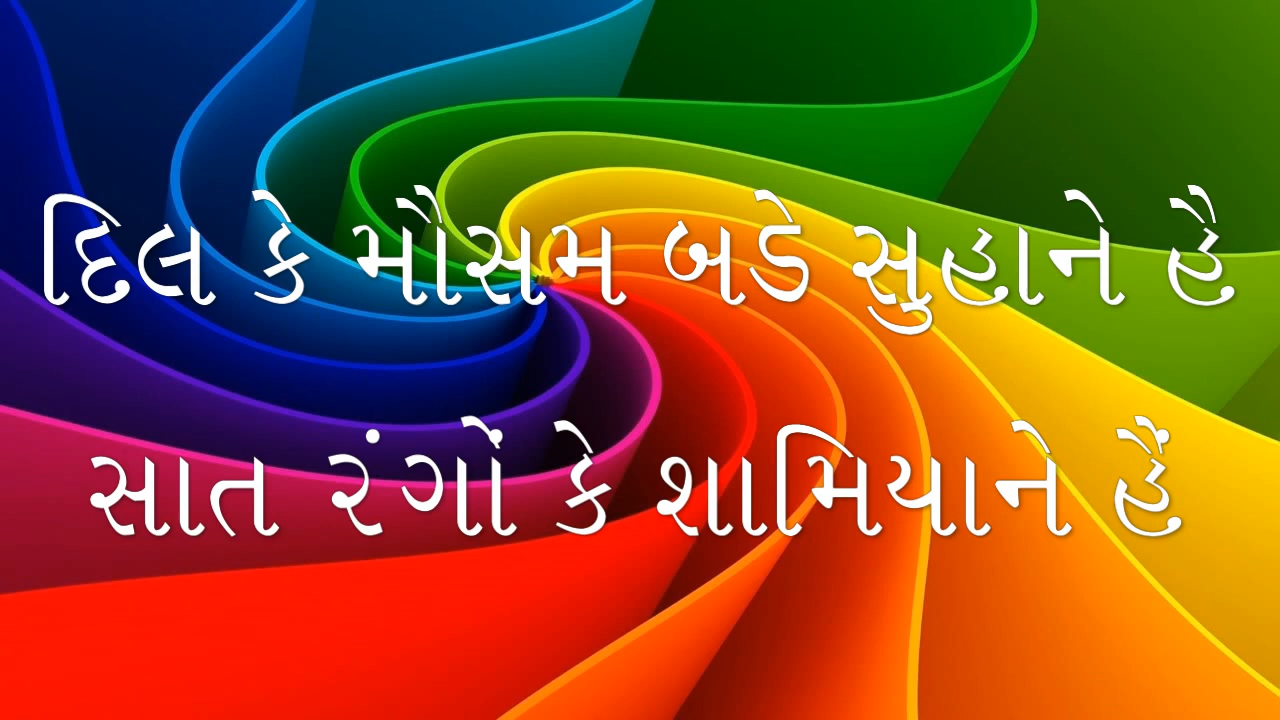 દિલ કે મૌસમ બડે સુહાને હૈ
સાત રંગોં કે શામિયાને હૈં